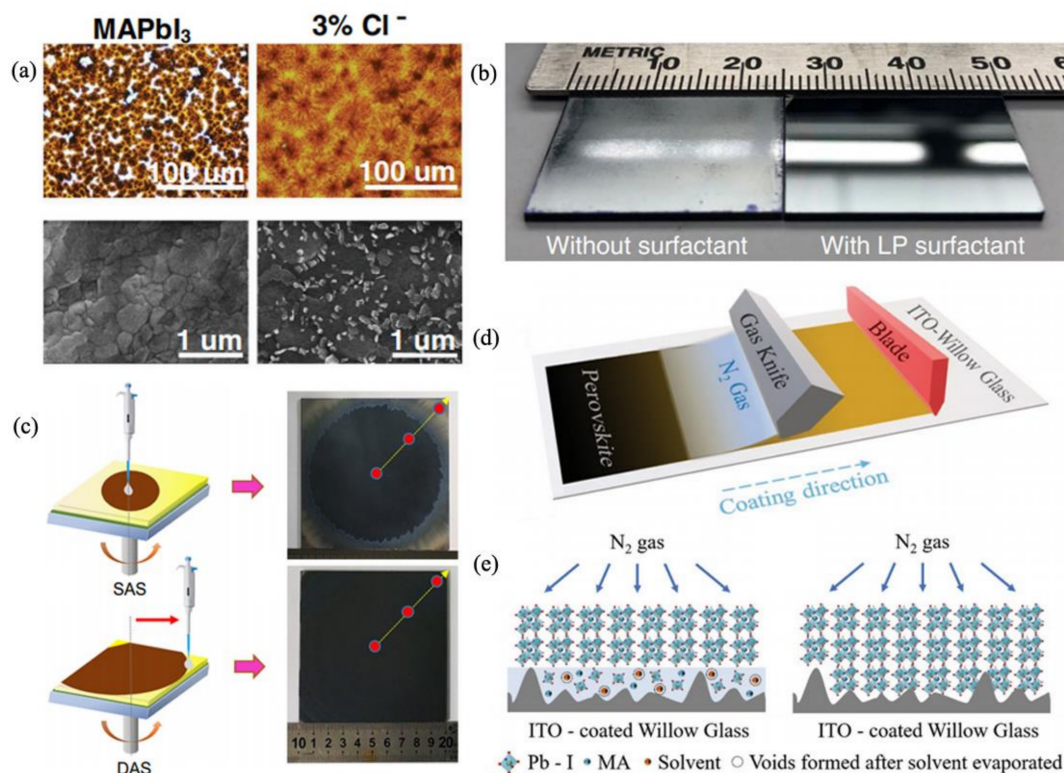 MAPbI₃
3% Cl⁻
(a)
100 um
100 um
1 um
1 um
(b)
METRIC
10 20 30 40 50 6
Without surfactant
With LP surfactant
(c)
SAS
DAS
10 1 2 3 4 5 6 7 8 9 20
(d)
Perovskite
N₂ Gas
Gas Knife
Blade
ITO-Willow Glass
Coating direction
(e)
N₂ gas
N₂ gas
ITO - coated Willow Glass
ITO - coated Willow Glass
Pb - I MA Solvent Voids formed after solvent evaporated